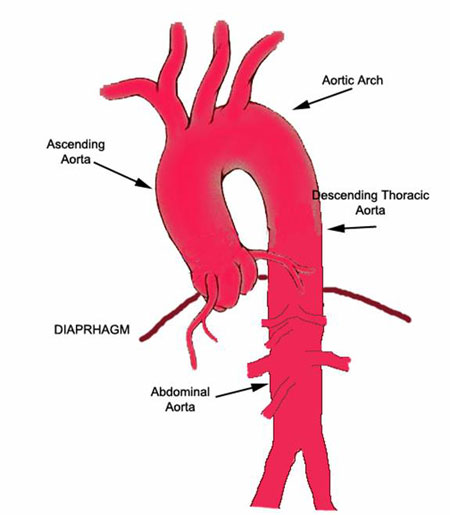 Aortic Arch
Ascending
Aorta
Descending Thoracic
Aorta
DIAPRHAGM
Abdominal
Aorta